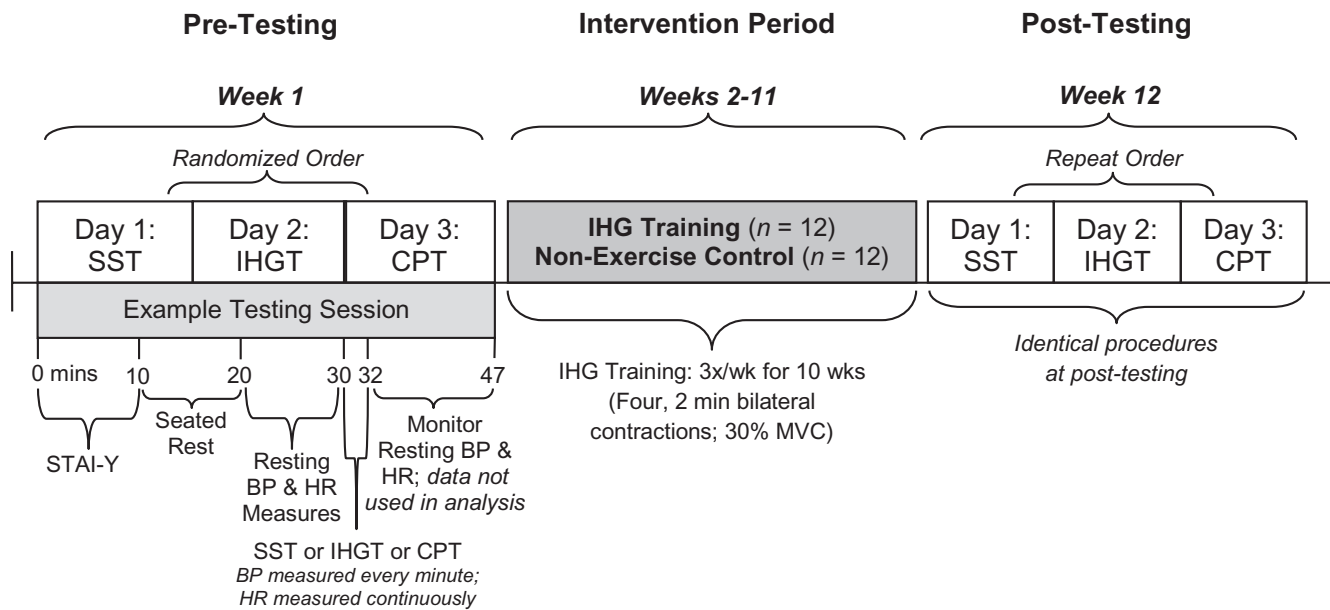 Pre-Testing
Intervention Period
Post-Testing
Week 1
Weeks 2-11
Week 12
Randomized Order
Repeat Order
Day 1:
SST
Day 2:
IHGT
Day 3:
CPT
IHG Training (n = 12)
Non-Exercise Control (n = 12)
Day 1:
SST
Day 2:
IHGT
Day 3:
CPT
Example Testing Session
0 mins
10
20
30
32
47
STAI-Y
Seated
Rest
Resting
BP & HR
Measures
Monitor
Resting BP &
HR; data not
used in analysis
SST or IHGT or CPT
BP measured every minute;
HR measured continuously
IHG Training: 3x/wk for 10 wks
(Four, 2 min bilateral
contractions; 30% MVC)
Identical procedures
at post-testing